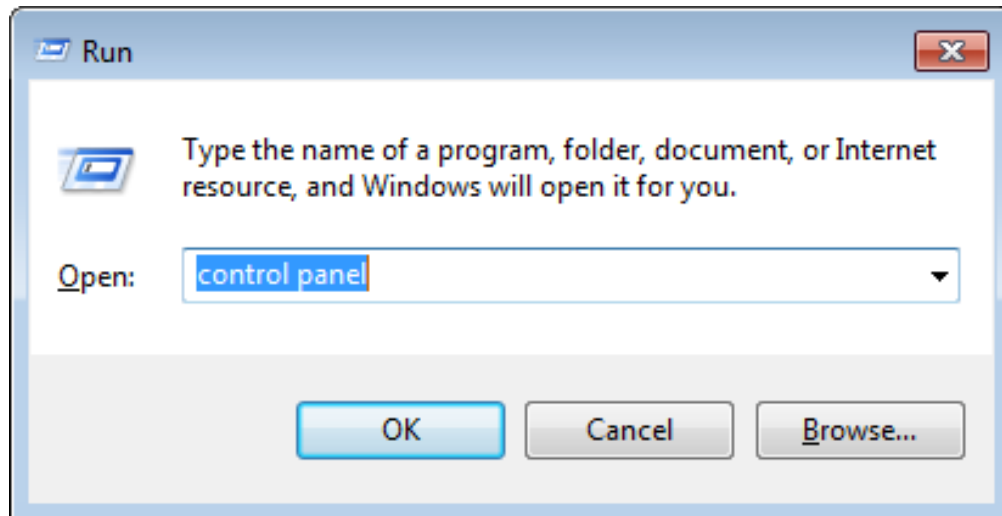 Run
Type the name of a program, folder, document, or Internet
resource, and Windows will open it for you.
Open: control panel
OK Cancel Browse...